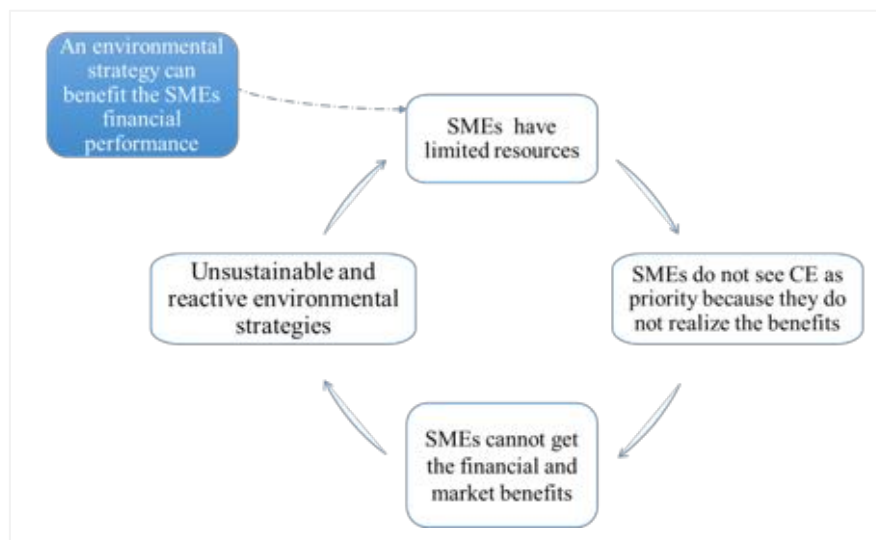 An environmental
strategy can
benefit the SMEs
financial
performance
SMEs have
limited resources
SMEs do not see CE as
priority because they do
not realize the benefits
SMEs cannot get
the financial and
market benefits
Unsustainable and
reactive environmental
strategies